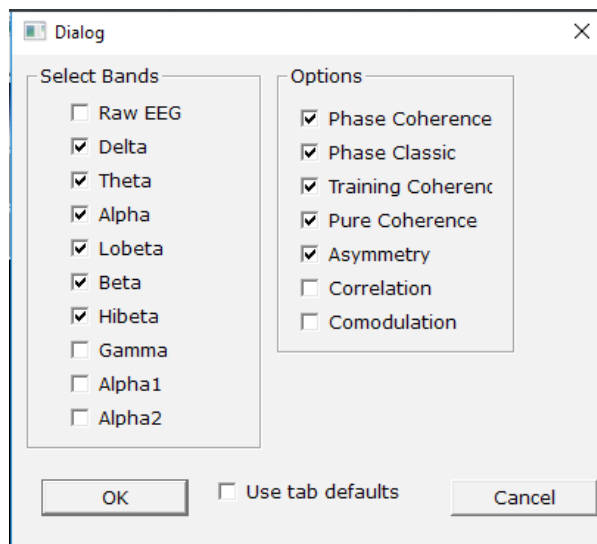 Dialog
Select Bands
Raw EEG
Delta
Theta
Alpha
Lobeta
Beta
Hibeta
Gamma
Alpha1
Alpha2
Options
Phase Coherence
Phase Classic
Training Coherenc
Pure Coherence
Asymmetry
Correlation
Comodulation
OK
Use tab defaults
Cancel